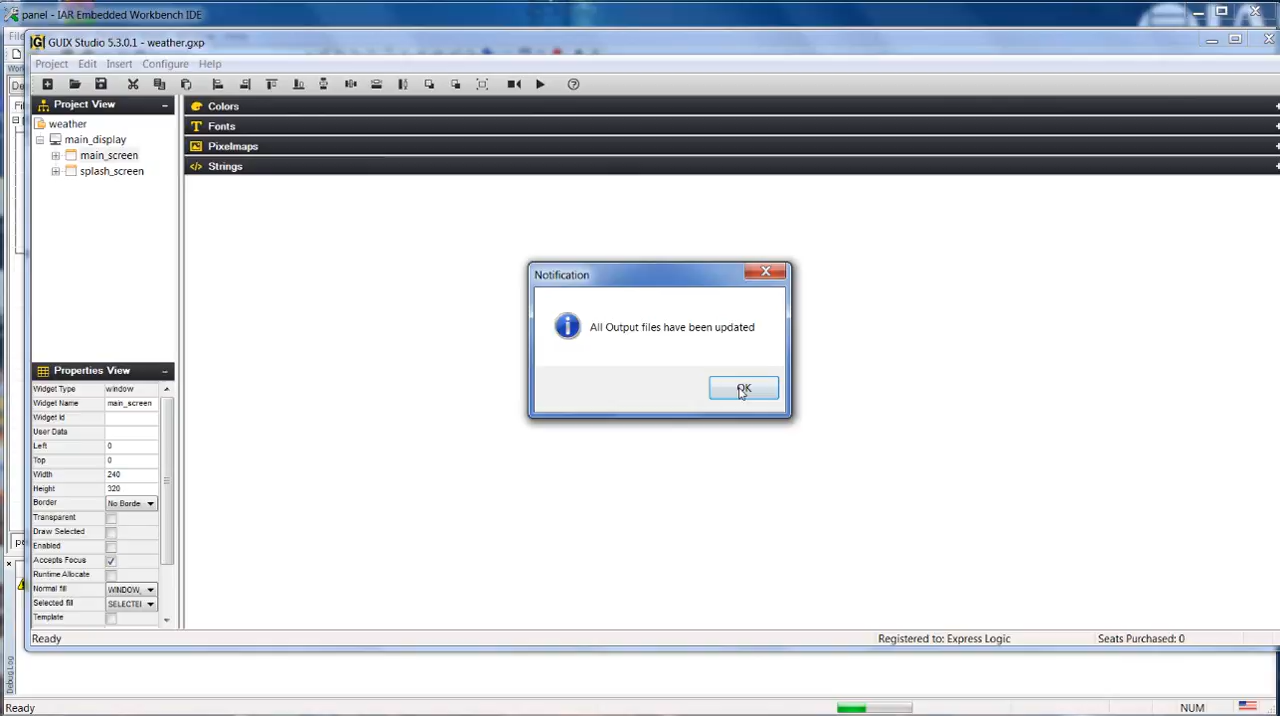 panel - IAR Embedded Workbench IDE
GUIX Studio 5.3.0.1 - weather.gxp
Project Edit Insert Configure Help
Project View
weather
main_display
main_screen
splash_screen
Colors
Fonts
Pixelmaps
Strings
Notification
All Output files have been updated
OK
Properties View
Widget Type window
Widget Name main_screen
Widget Id
User Data
Left 0
Top 0
Width 240
Height 320
Border No Borde
Transparent
Draw Selected
Enabled
Accepts Focus
Runtime Allocate
Normal fill WINDOW_
Selected fill SELECTEI
Template
Ready
Registered to: Express Logic
Seats Purchased: 0
DebugLog
Ready
NUM